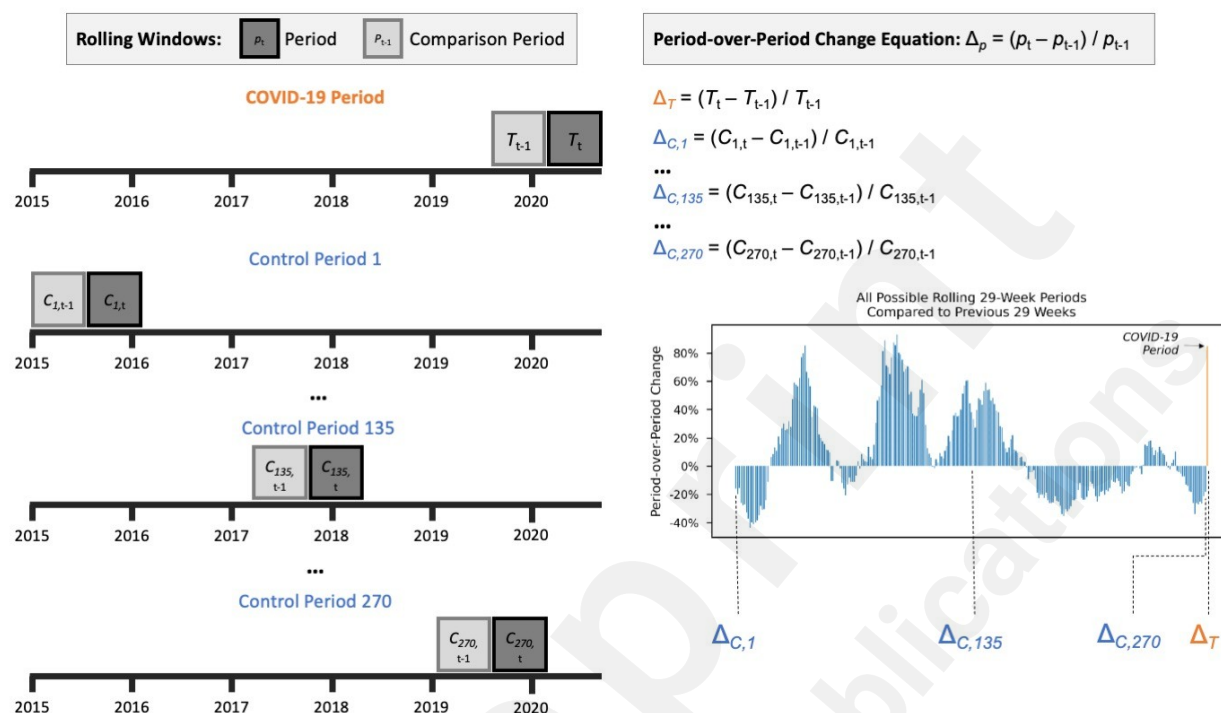 Rolling Windows: pt Period Pt-1 Comparison Period
COVID-19 Period
Tt-1 Tt
2015 2016 2017 2018 2019 2020
Control Period 1
C1,t-1 C1,t
2015 2016 2017 2018 2019 2020
...
Control Period 135
C135, t-1 C135, t
2015 2016 2017 2018 2019 2020
...
Control Period 270
C270, t-1 C270, t
2015 2016 2017 2018 2019 2020
Period-over-Period Change Equation: Δp = (pt – pt-1) / pt-1
ΔT = (Tt – Tt-1) / Tt-1
ΔC,1 = (C1,t – C1,t-1) / C1,t-1
...
ΔC,135 = (C135,t – C135,t-1) / C135,t-1
...
ΔC,270 = (C270,t – C270,t-1) / C270,t-1
All Possible Rolling 29-Week Periods
Compared to Previous 29 Weeks
COVID-19
Period
Period-over-Period Change
80%
60%
40%
20%
0%
-20%
-40%
ΔC,1 ΔC,135 ΔC,270 ΔT
print
blications